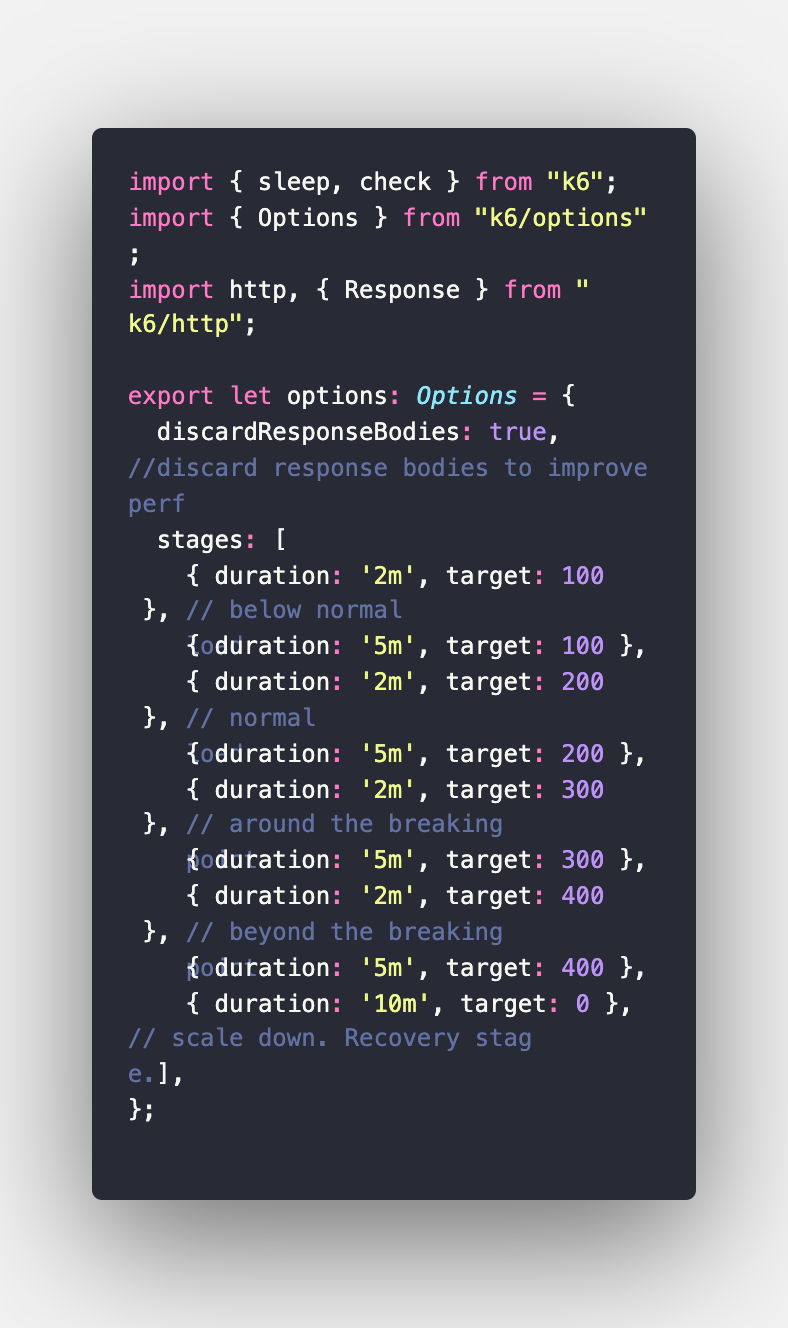 import { sleep, check } from "k6";
import { Options } from "k6/options"
;
import http, { Response } from "
k6/http";
export let options: Options = {
discardResponseBodies: true,
//discard response bodies to improve
perf
stages: [
{ duration: '2m', target: 100
}, // below normal
load
{ duration: '5m', target: 100 },
{ duration: '2m', target: 200
}, // normal
load
{ duration: '5m', target: 200 },
{ duration: '2m', target: 300
}, // around the breaking
point
{ duration: '5m', target: 300 },
{ duration: '2m', target: 400
}, // beyond the breaking
point
{ duration: '5m', target: 400 },
{ duration: '10m', target: 0 },
// scale down. Recovery stag
e.],
};